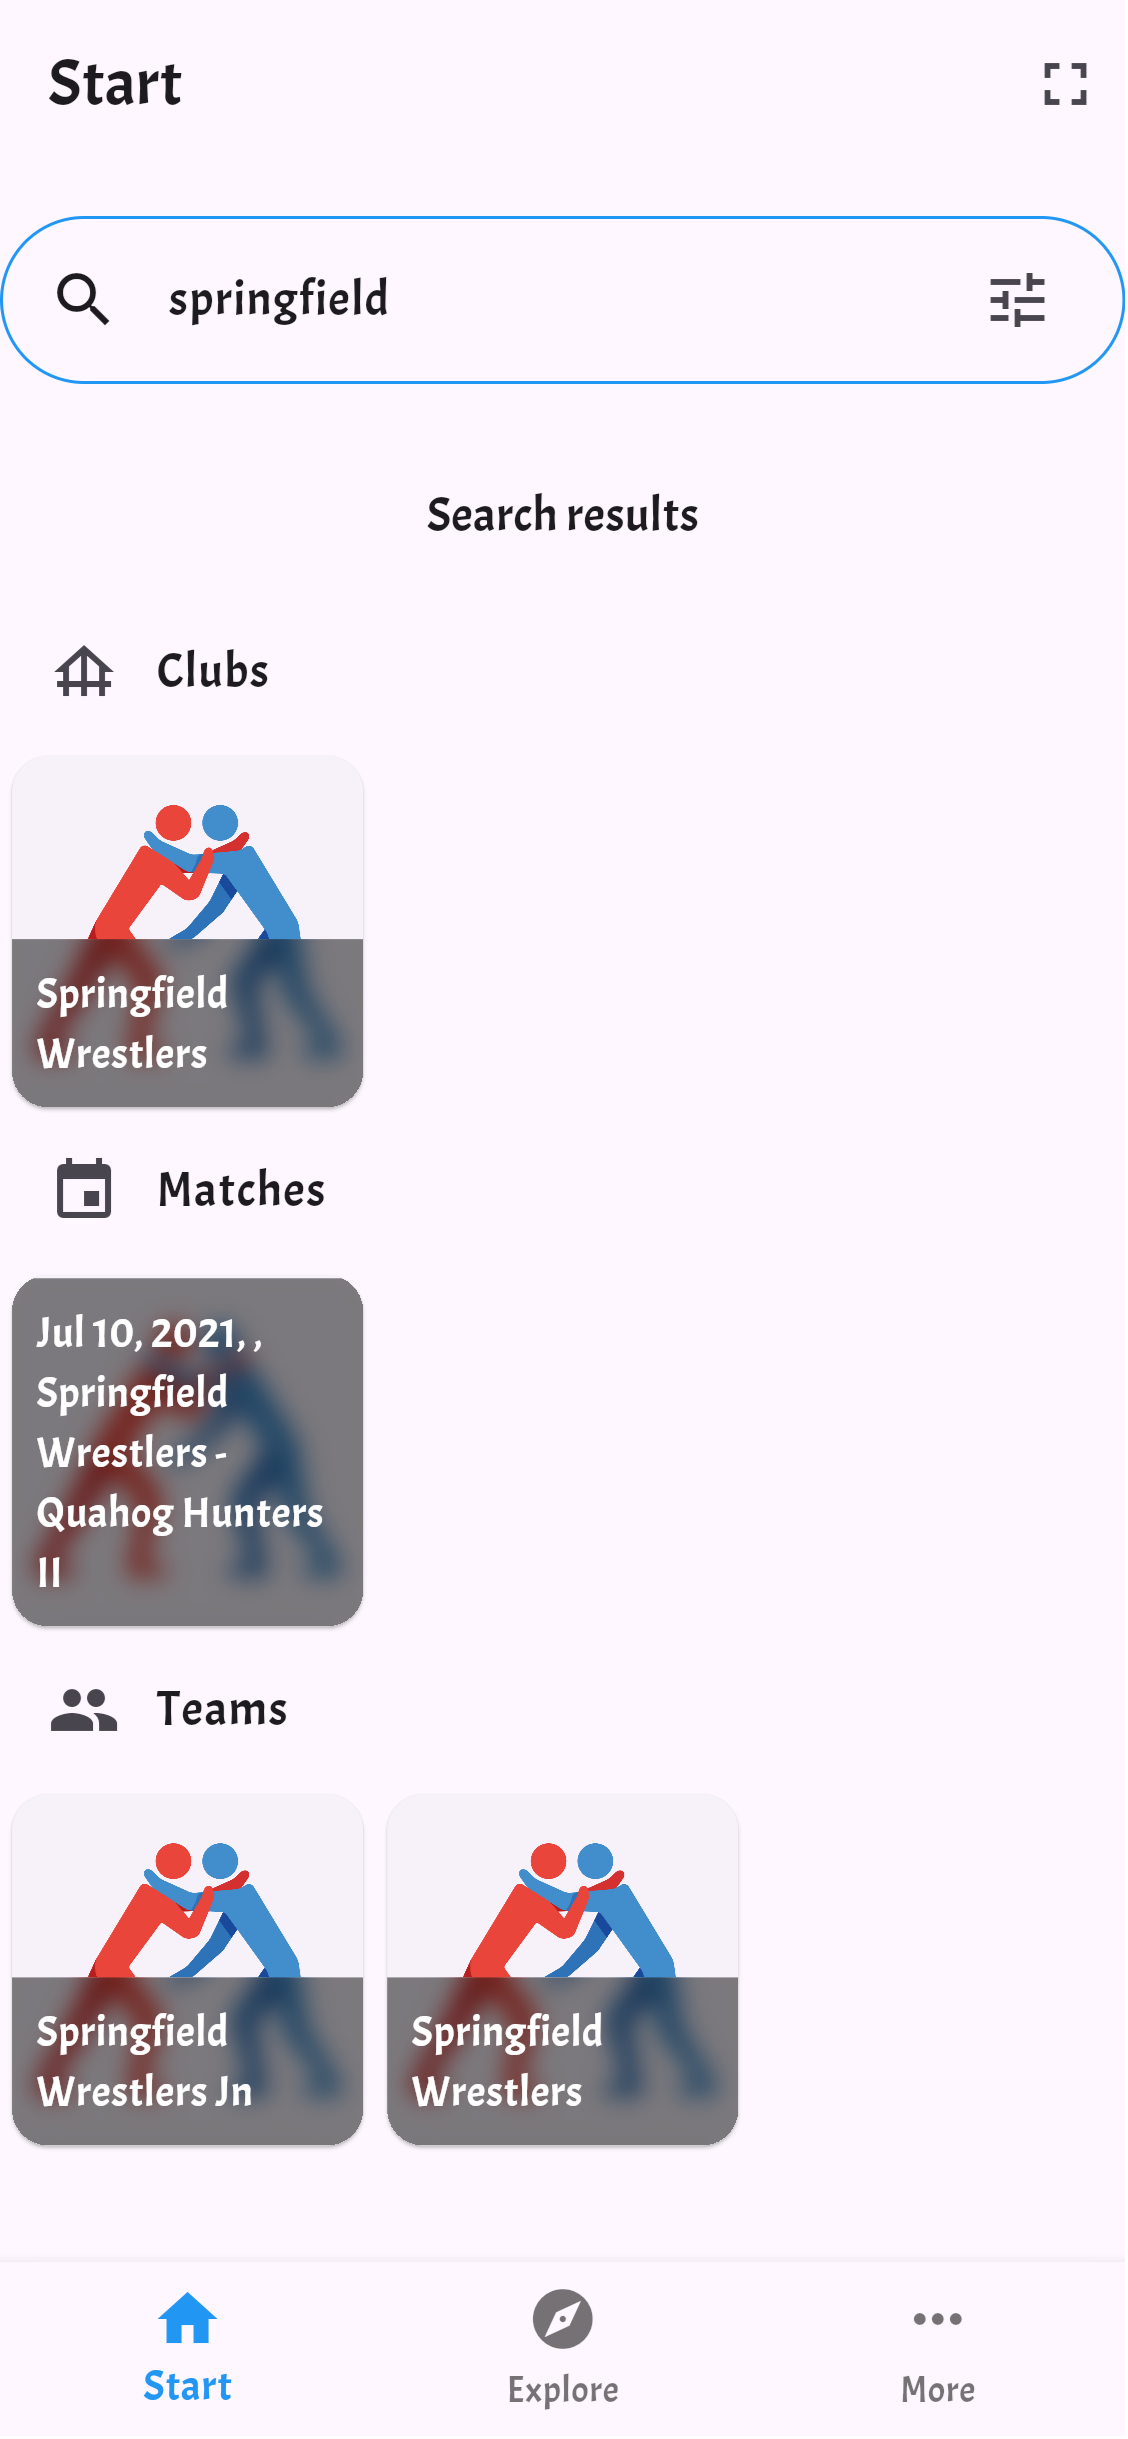 Start
springfield
Search results
Clubs
Springfield
Wrestlers
Matches
Jul 10, 2021, ,
Springfield
Wrestlers -
Quahog Hunters
II
Teams
Springfield
Wrestlers Jn
Springfield
Wrestlers
Start
Explore
More